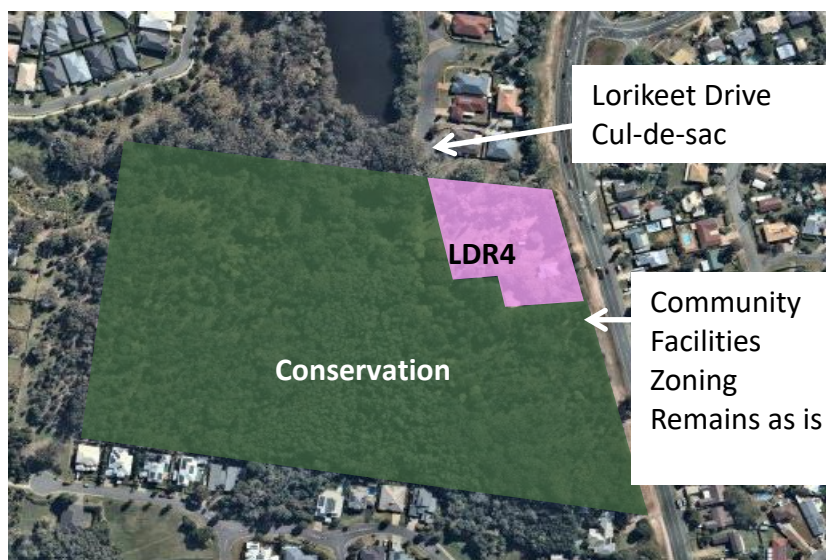 Lorikeet Drive
Cul-de-sac
LDR4
Community
Facilities
Zoning
Remains as is
Conservation